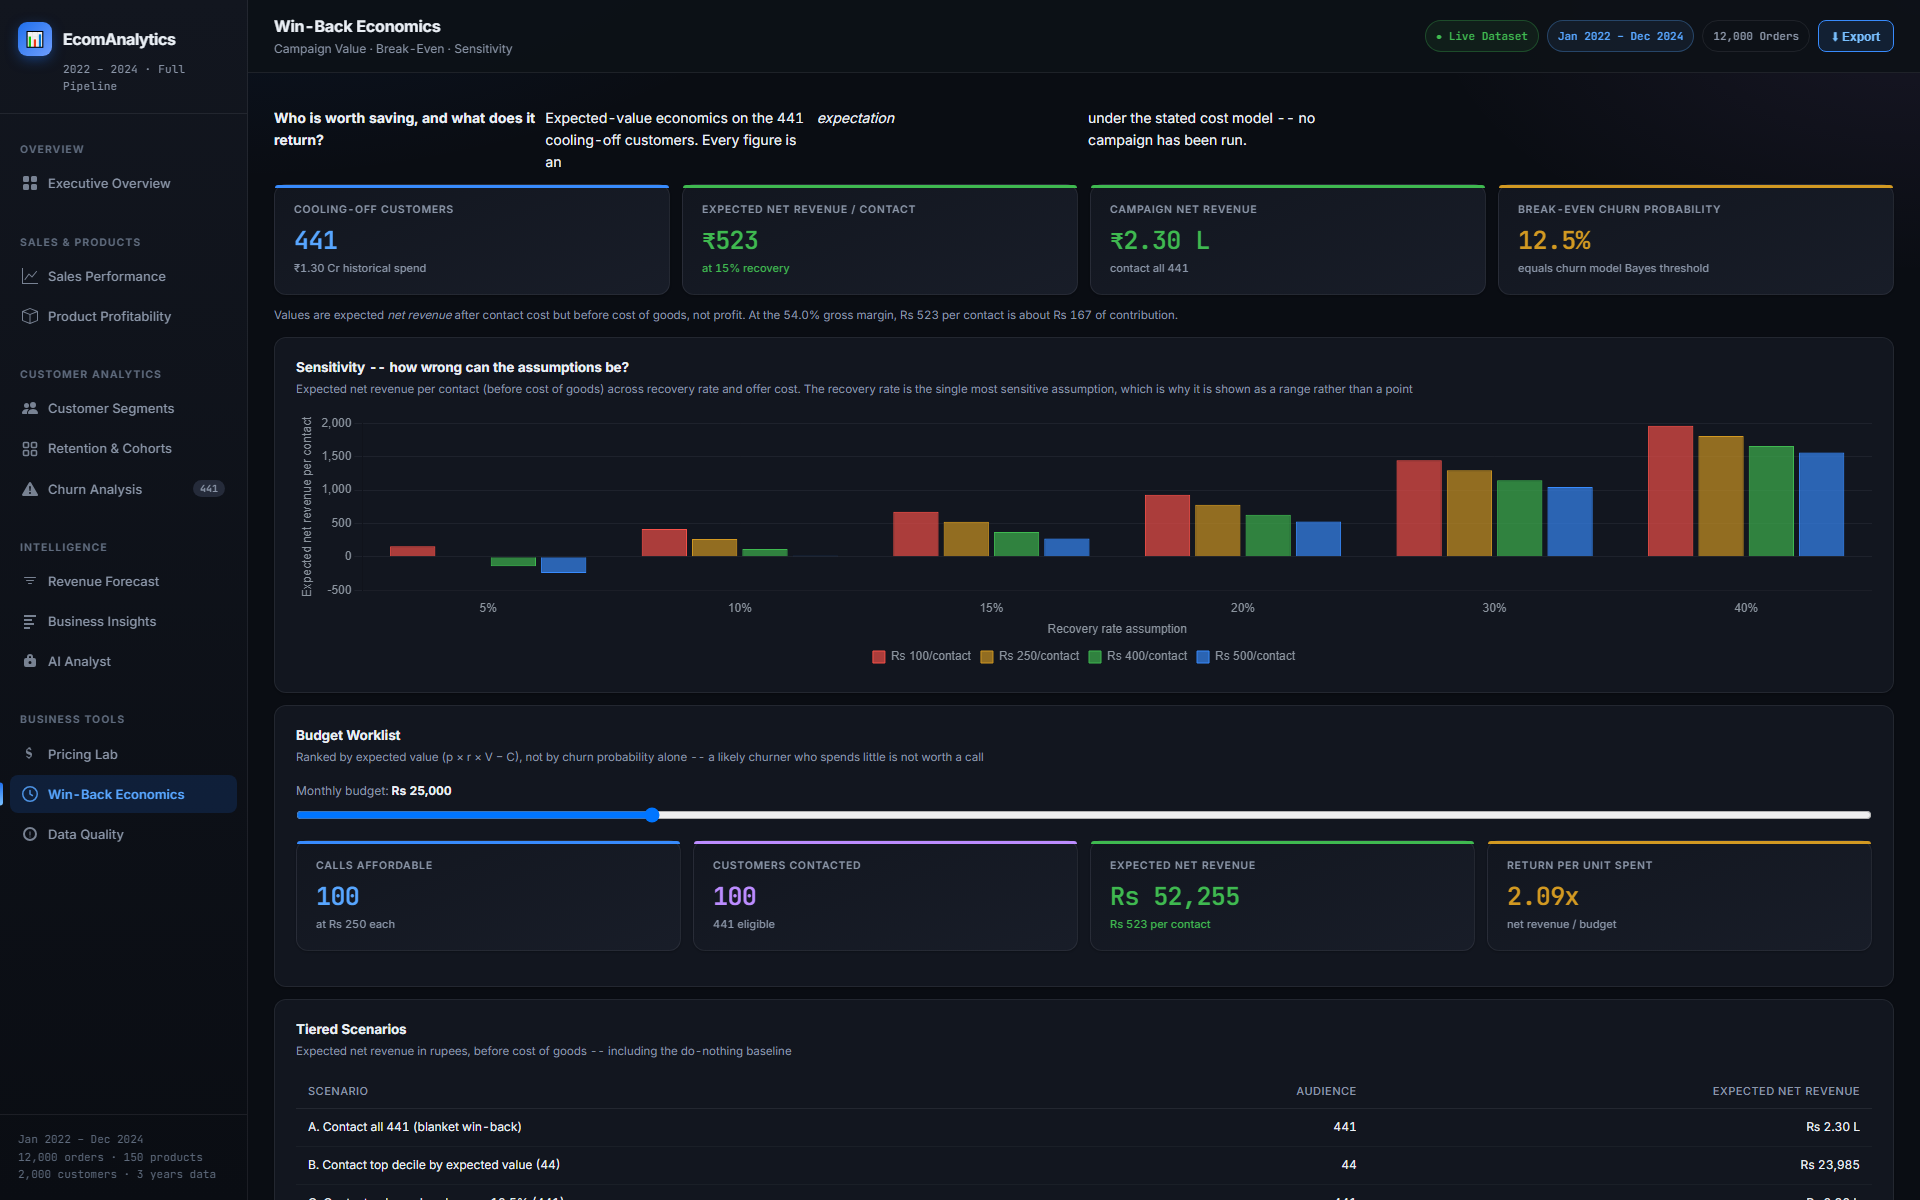 EcomAnalytics
2022 – 2024 · Full
Pipeline
OVERVIEW
Executive Overview
SALES & PRODUCTS
Sales Performance
Product Profitability
CUSTOMER ANALYTICS
Customer Segments
Retention & Cohorts
Churn Analysis 441
INTELLIGENCE
Revenue Forecast
Business Insights
AI Analyst
BUSINESS TOOLS
Pricing Lab
Win-Back Economics
Data Quality
Jan 2022 – Dec 2024
12,000 orders · 150 products
2,000 customers · 3 years data
Win-Back Economics
Campaign Value · Break-Even · Sensitivity
Live Dataset
Jan 2022 – Dec 2024
12,000 Orders
Export
Who is worth saving, and what does it
return?
Expected-value economics on the 441
cooling-off customers. Every figure is
an
expectation
under the stated cost model -- no
campaign has been run.
COOLING-OFF CUSTOMERS
441
₹1.30 Cr historical spend
EXPECTED NET REVENUE / CONTACT
₹523
at 15% recovery
CAMPAIGN NET REVENUE
₹2.30 L
contact all 441
BREAK-EVEN CHURN PROBABILITY
12.5%
equals churn model Bayes threshold
Values are expected net revenue after contact cost but before cost of goods, not profit. At the 54.0% gross margin, Rs 523 per contact is about Rs 167 of contribution.
Sensitivity -- how wrong can the assumptions be?
Expected net revenue per contact (before cost of goods) across recovery rate and offer cost. The recovery rate is the single most sensitive assumption, which is why it is shown as a range rather than a point
Expected net revenue per contact
2,000
1,500
1,000
500
0
-500
5% 10% 15% 20% 30% 40%
Recovery rate assumption
Rs 100/contact Rs 250/contact Rs 400/contact Rs 500/contact
Budget Worklist
Ranked by expected value (p × r × V − C), not by churn probability alone -- a likely churner who spends little is not worth a call
Monthly budget: Rs 25,000
CALLS AFFORDABLE
100
at Rs 250 each
CUSTOMERS CONTACTED
100
441 eligible
EXPECTED NET REVENUE
Rs 52,255
Rs 523 per contact
RETURN PER UNIT SPENT
2.09x
net revenue / budget
Tiered Scenarios
Expected net revenue in rupees, before cost of goods -- including the do-nothing baseline
SCENARIO AUDIENCE EXPECTED NET REVENUE
A. Contact all 441 (blanket win-back) 441 Rs 2.30 L
B. Contact top decile by expected value (44) 44 Rs 23,985